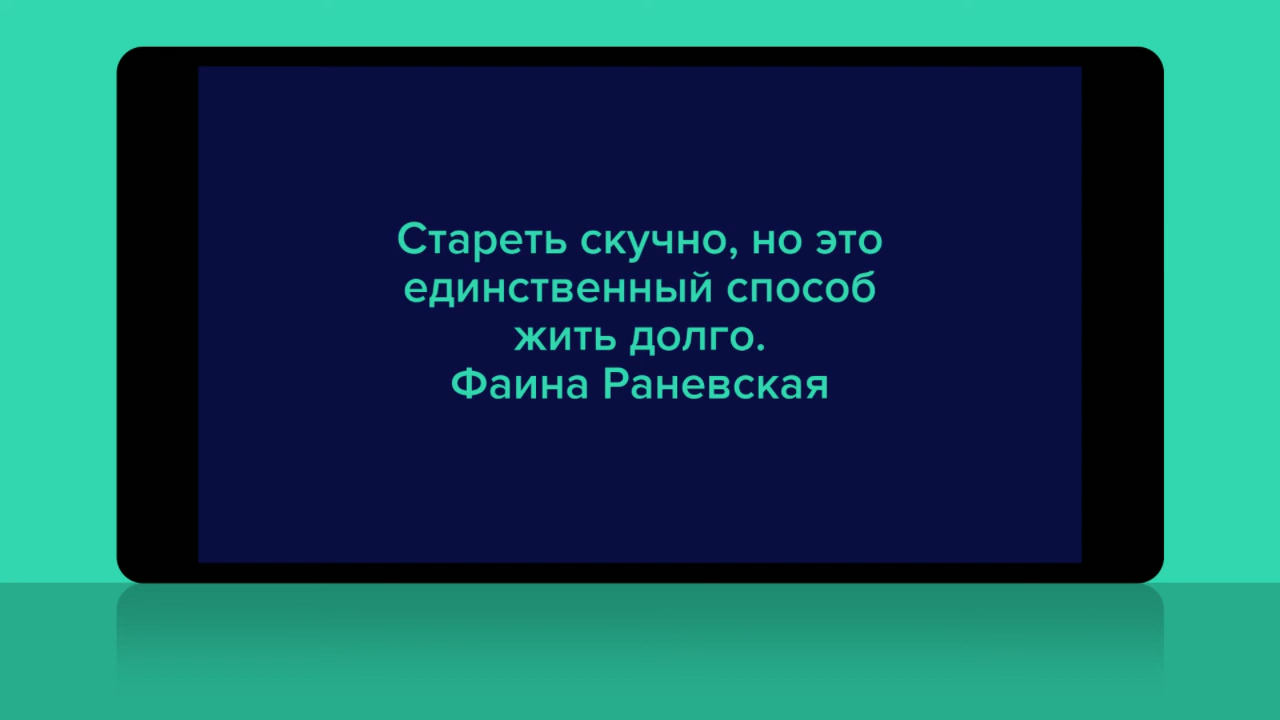 Стареть скучно, но это
единственный способ
жить долго.
Фаина Раневская